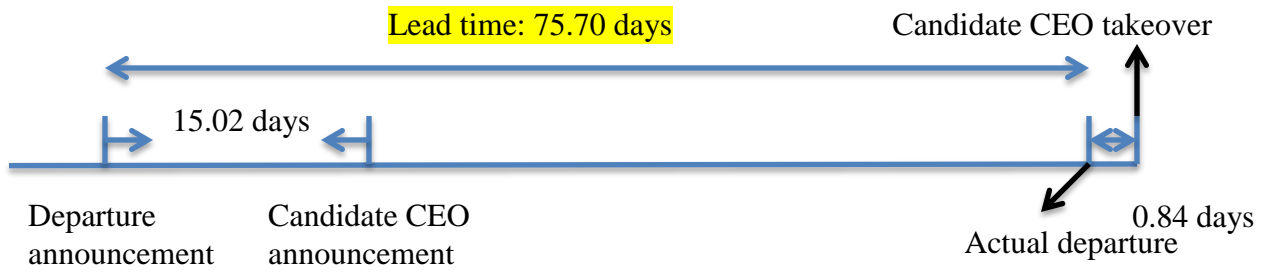 Lead time: 75.70 days
Candidate CEO takeover
15.02 days
Departure
announcement
Candidate CEO
announcement
Actual departure
0.84 days